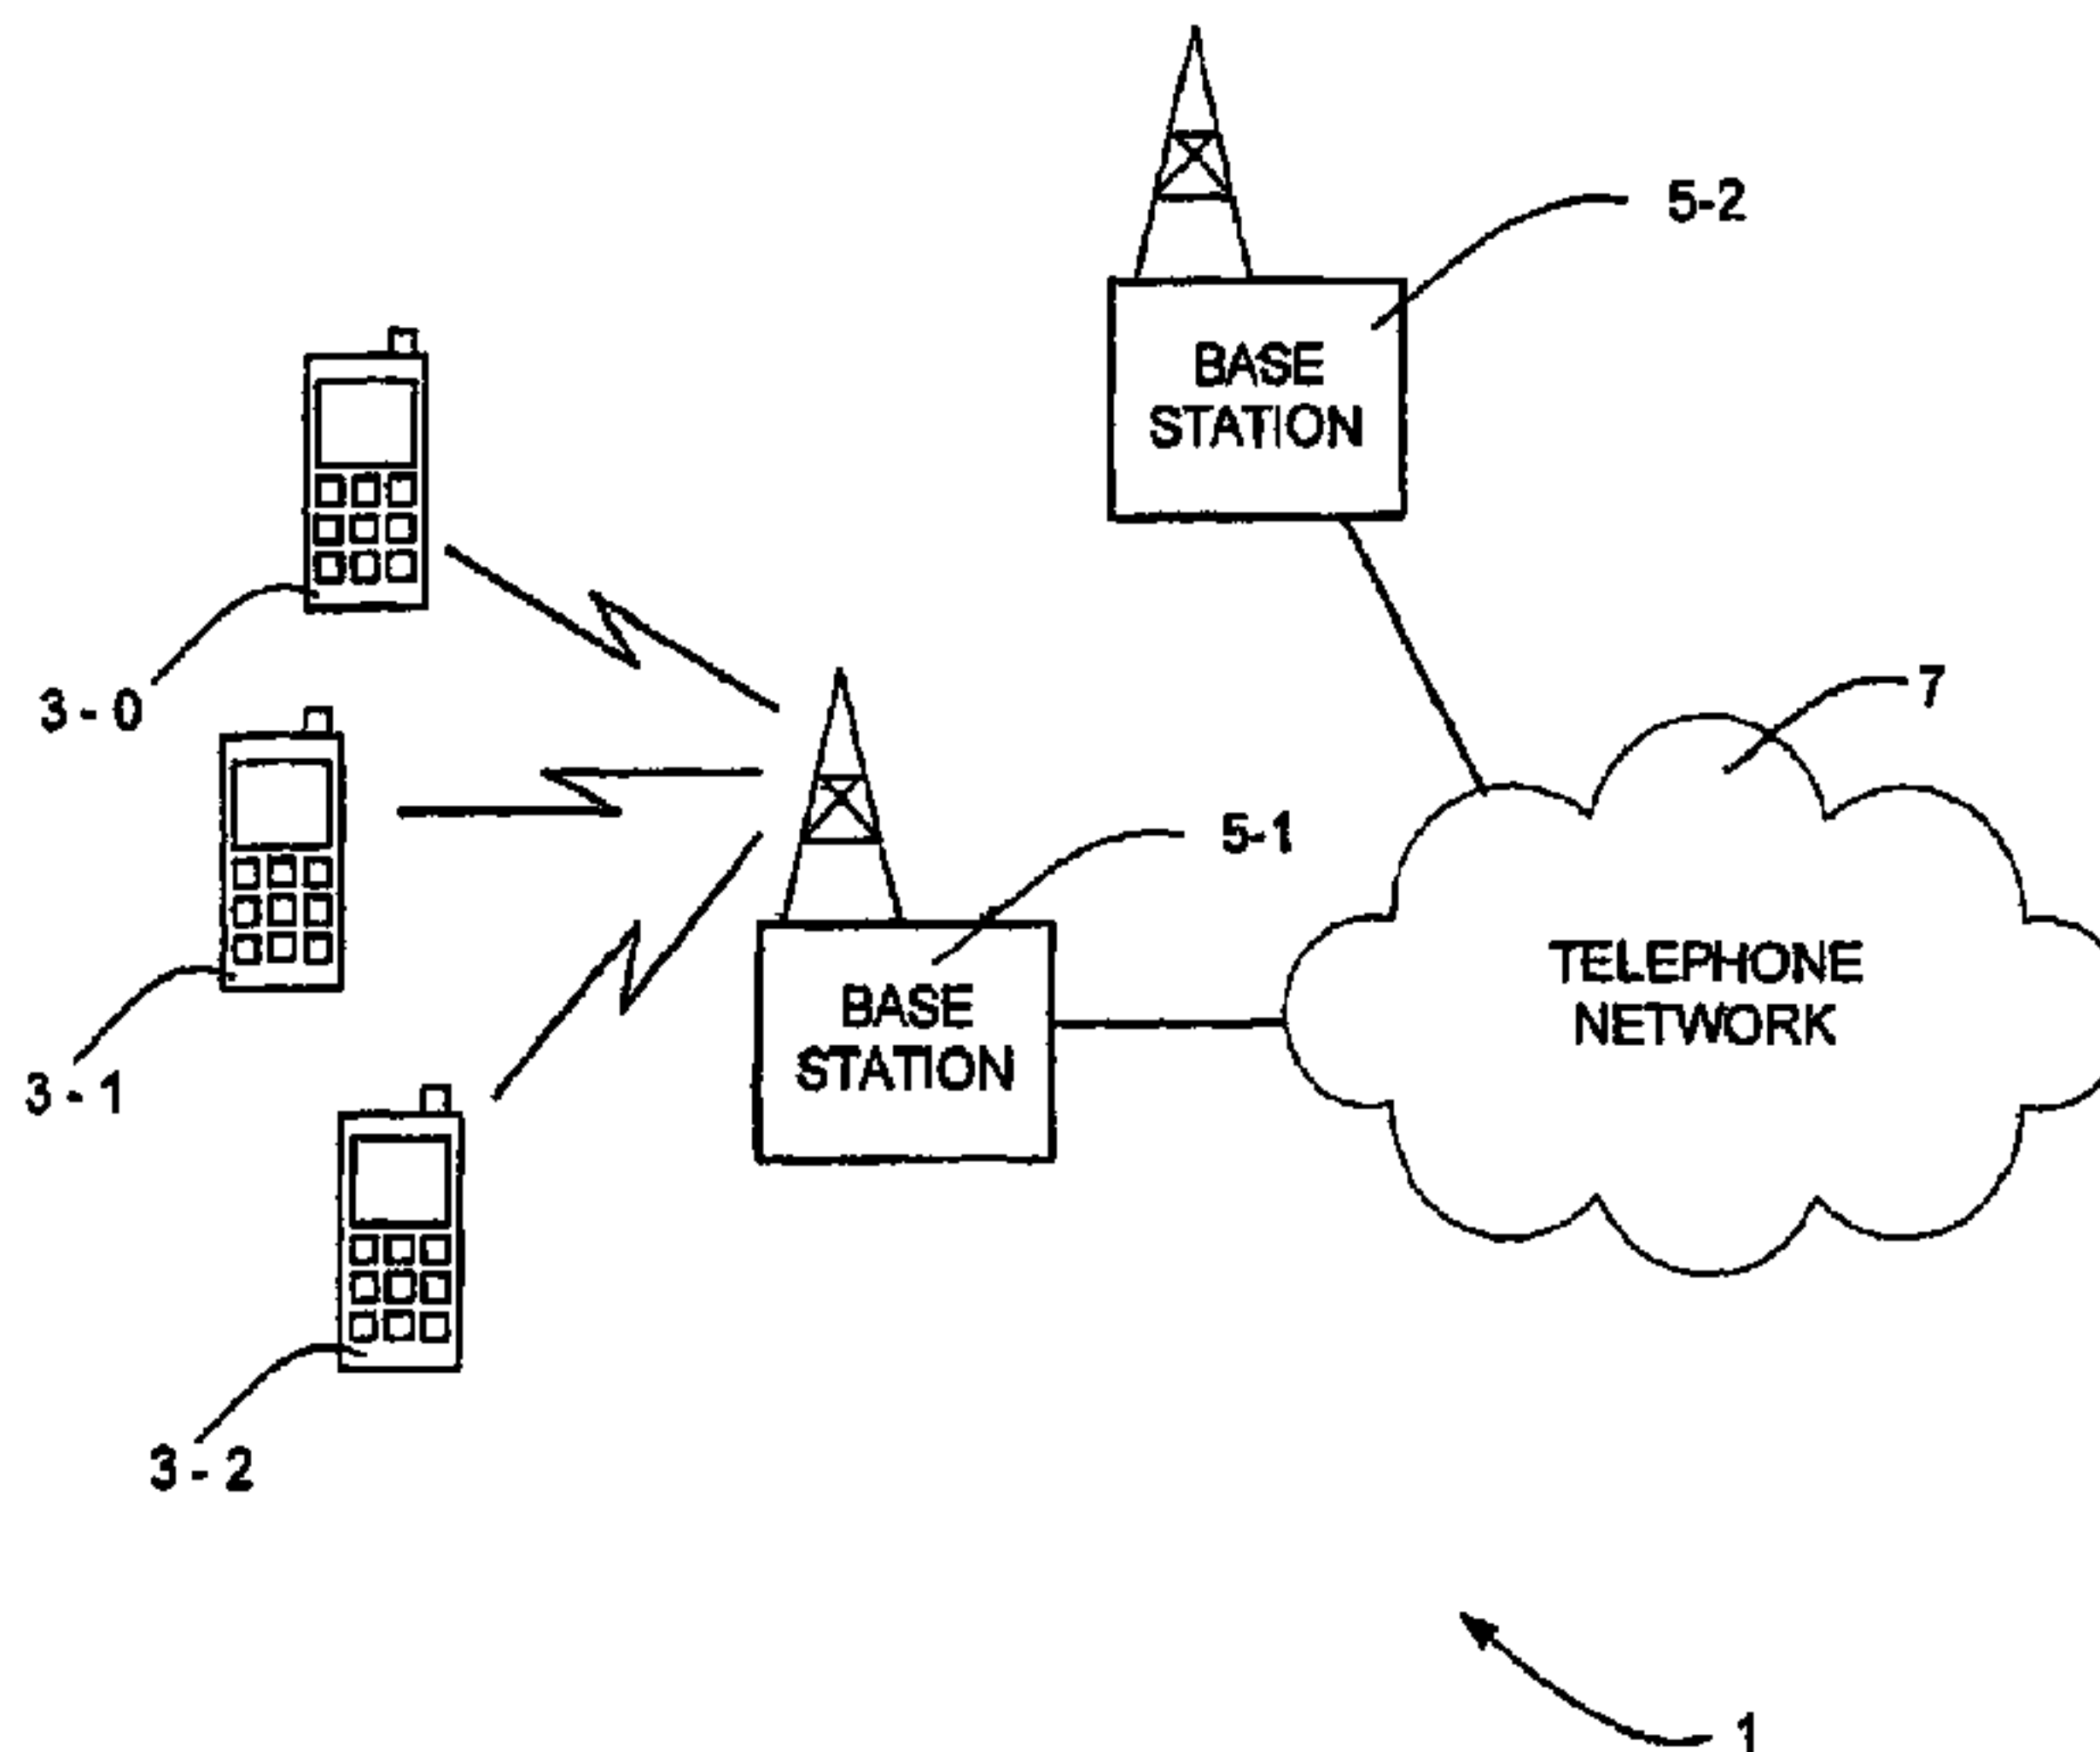 5-2
BASE
STATION
3 - 0
7
5-1
TELEPHONE
NETWORK
BASE
STATION
3 - 1
3 - 2
1